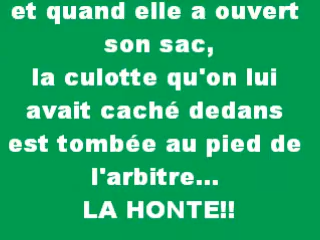 et quand elle a ouvert
son sac,
la culotte qu'on lui
avait caché dedans
est tombée au pied de
l'arbitre...
LA HONTE!!